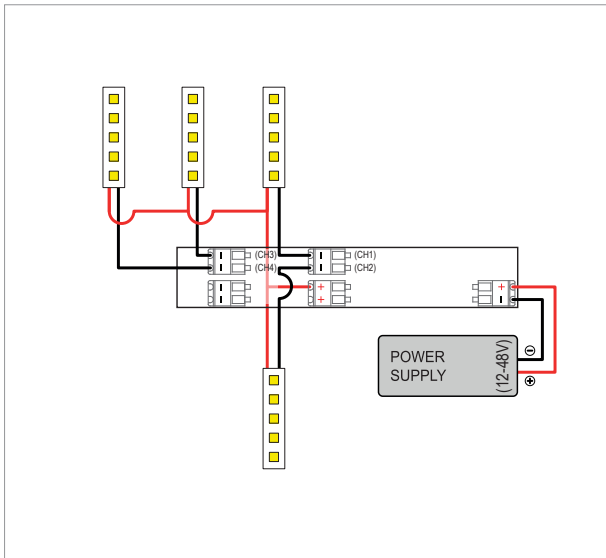 (CH3)
(CH1)
(CH4)
(CH2)
+
+
+
POWER
SUPPLY
(12-48V)